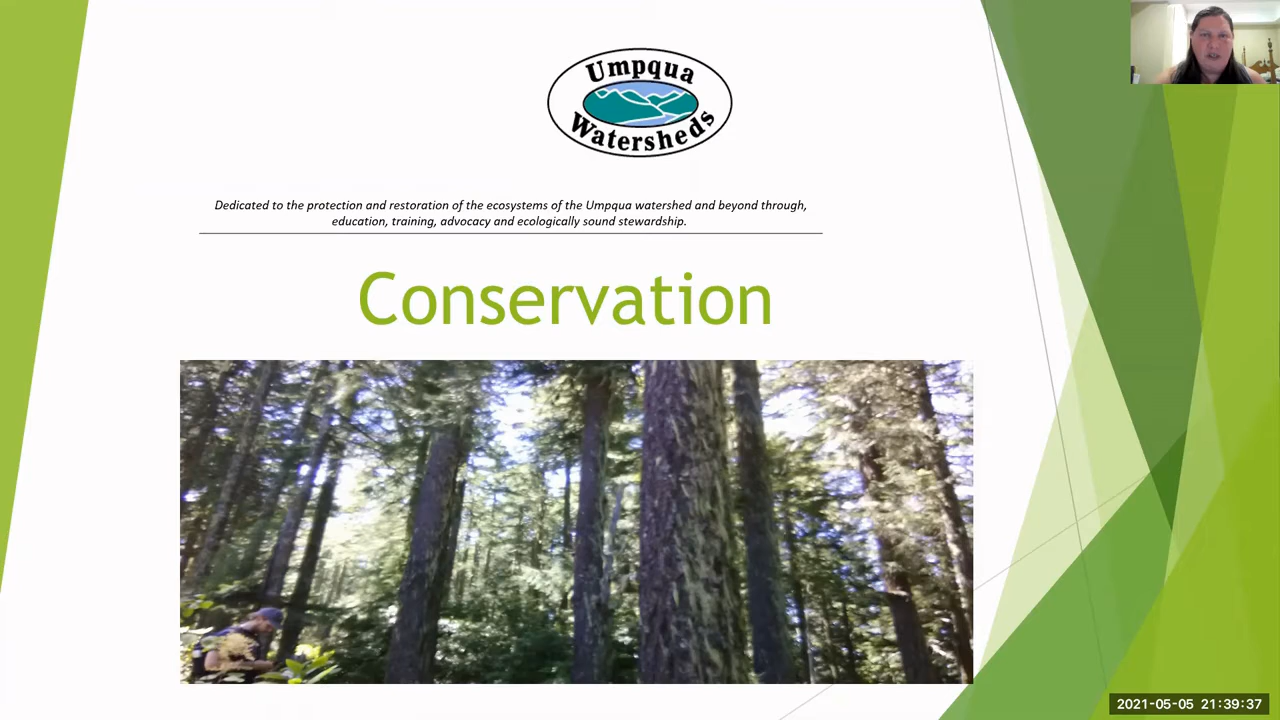 Umpqua
Watersheds
Dedicated to the protection and restoration of the ecosystems of the Umpqua watershed and beyond through,
education, training, advocacy and ecologically sound stewardship.
Conservation
2021-05-05 21:39:37